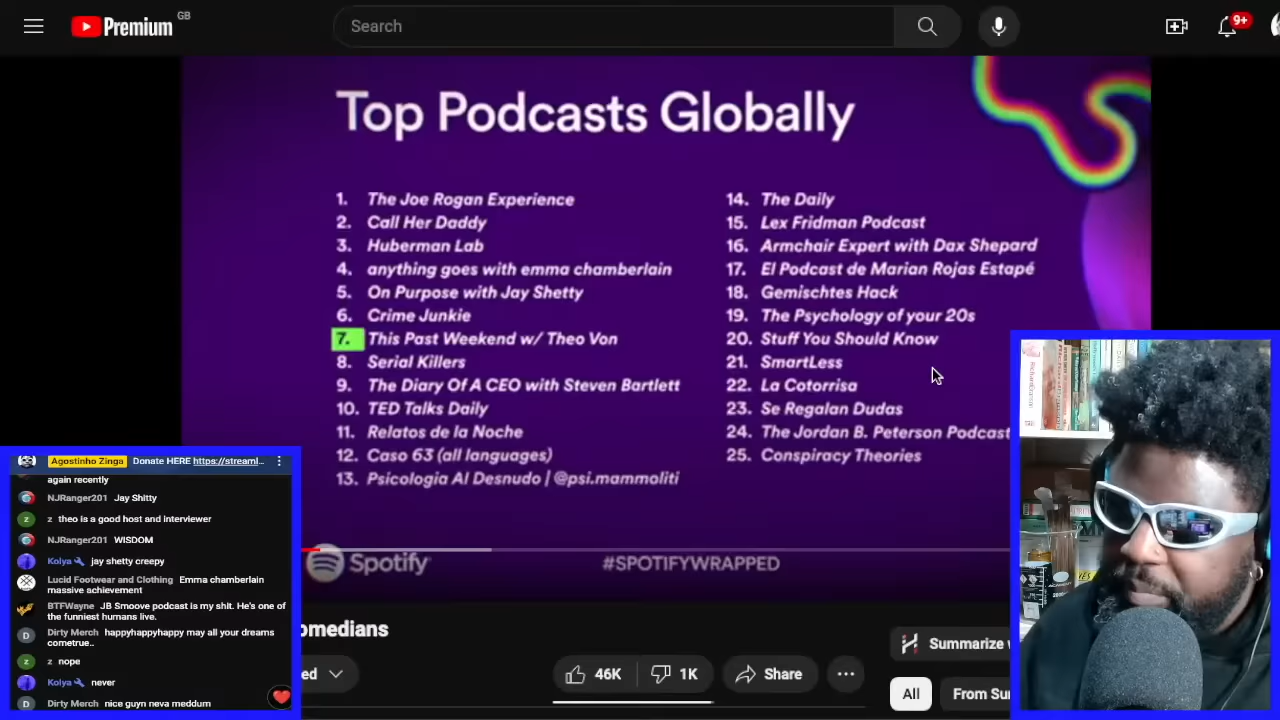 Premium GB
Search
9+
Top Podcasts Globally
1. The Joe Rogan Experience
2. Call Her Daddy
3. Huberman Lab
4. anything goes with emma chamberlain
5. On Purpose with Jay Shetty
6. Crime Junkie
7. This Past Weekend w/ Theo Von
8. Serial Killers
9. The Diary Of A CEO with Steven Bartlett
10. TED Talks Daily
11. Relatos de la Noche
12. Caso 63 (all languages)
13. Psicologia Al Desnudo | @psi.mammoliti
14. The Daily
15. Lex Fridman Podcast
16. Armchair Expert with Dax Shepard
17. El Podcast de Marian Rojas Estapé
18. Gemischtes Hack
19. The Psychology of your 20s
20. Stuff You Should Know
21. SmartLess
22. La Cotorrisa
23. Se Regalan Dudas
24. The Jordan B. Peterson Podcast
25. Conspiracy Theories
Spotify
#SPOTIFYWRAPPED
Agostinho Zinga Donate HERE https://streaml...
again recently
NJRanger201 Jay Shitty
z theo is a good host and interviewer
NJRanger201 WISDOM
Kolya jay shetty creepy
Lucid Footwear and Clothing Emma chamberlain
massive achievement
BTFWayne JB Smoove podcast is my shit. He's one of
the funniest humans live.
D Dirty Merch happyhappyhappy may all your dreams
cometrue..
z nope
Kolya never
D Dirty Merch nice guyn neva meddum
omedians
ed
46K
1K
Share
Summarize
All
From Su